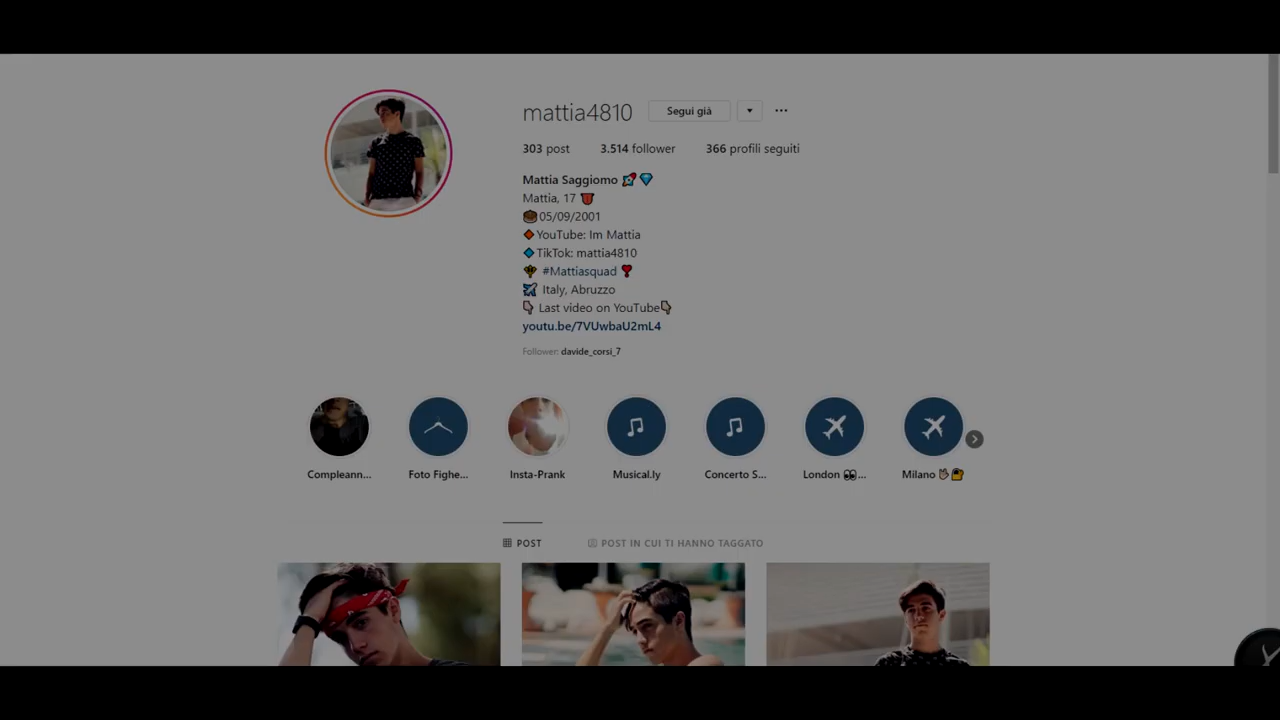 mattia4810 Segui già
303 post 3.514 follower 366 profili seguiti
Mattia Saggiomo 🚀💎
Mattia, 17 👅
🎂05/09/2001
🔶YouTube: Im Mattia
🔷TikTok: mattia4810
#Mattiasquad ❣️
✈️ Italy, Abruzzo
👇🏻 Last video on YouTube👇🏼
youtu.be/7VUwbaU2mL4
Follower: davide_corsi_7
Compleann... Foto Fighe... Insta-Prank Musical.ly Concerto S... London 👀... Milano
POST POST IN CUI TI HANNO TAGGATO